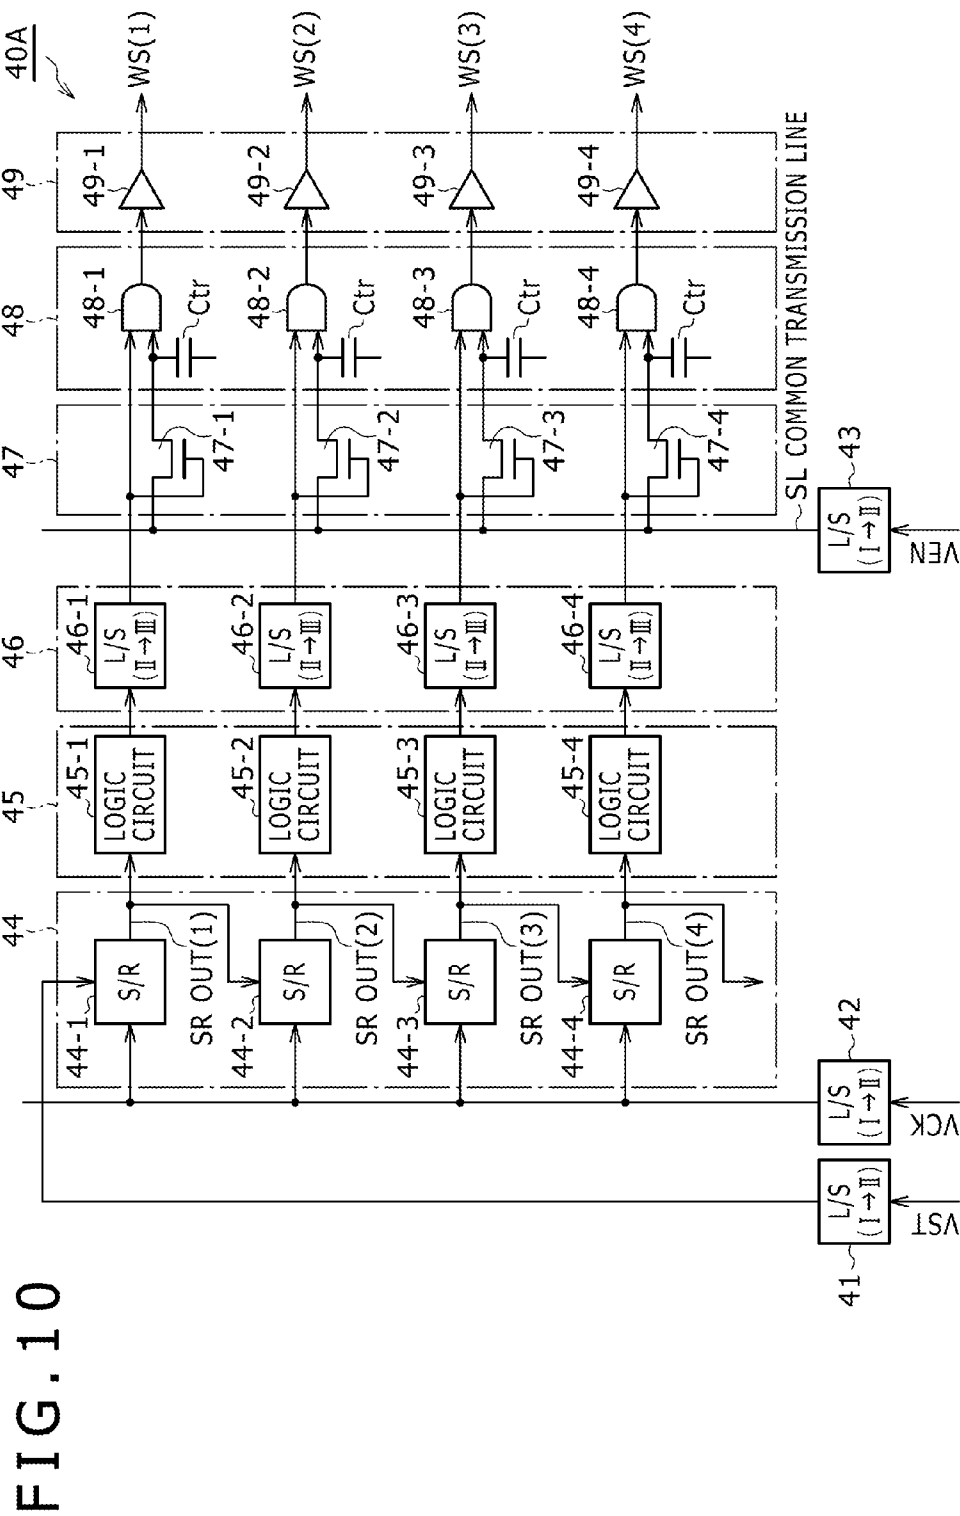 FIG.10
40A
44
45
46
47
48
49
44-1
S/R
SR OUT(1)
45-1
LOGIC
CIRCUIT
46-1
L/S
(Ⅱ→Ⅲ)
47-1
48-1
Ctr
49-1
WS(1)
44-2
S/R
SR OUT(2)
45-2
LOGIC
CIRCUIT
46-2
L/S
(Ⅱ→Ⅲ)
47-2
48-2
Ctr
49-2
WS(2)
44-3
S/R
SR OUT(3)
45-3
LOGIC
CIRCUIT
46-3
L/S
(Ⅱ→Ⅲ)
47-3
48-3
Ctr
49-3
WS(3)
44-4
S/R
SR OUT(4)
45-4
LOGIC
CIRCUIT
46-4
L/S
(Ⅱ→Ⅲ)
47-4
48-4
Ctr
49-4
WS(4)
SL COMMON TRANSMISSION LINE
41
L/S
(Ⅰ→Ⅱ)
VST
42
L/S
(Ⅰ→Ⅱ)
VCK
43
L/S
(Ⅰ→Ⅱ)
VEN